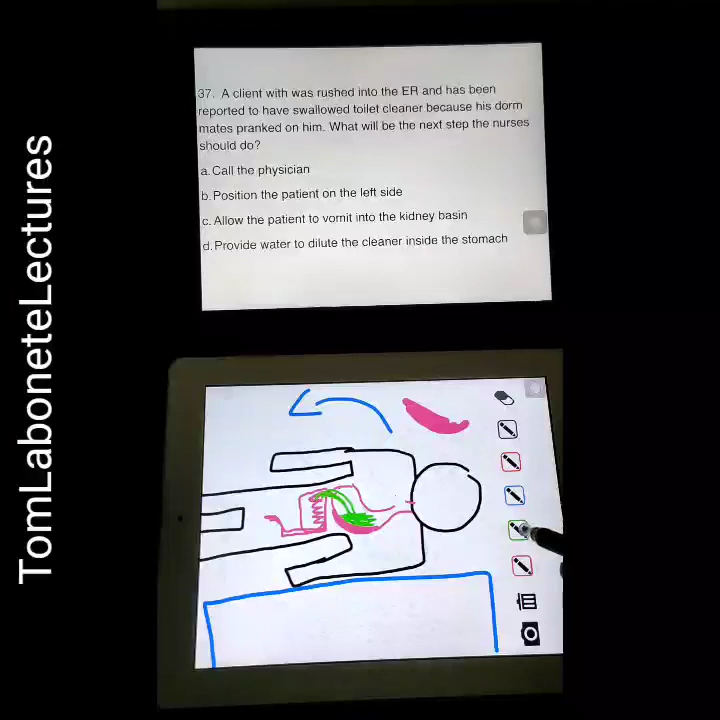 TomLaboneteLectures
37. A client with was rushed into the ER and has been
reported to have swallowed toilet cleaner because his dorm
mates pranked on him. What will be the next step the nurses
should do?
a. Call the physician
b. Position the patient on the left side
c. Allow the patient to vomit into the kidney basin
d. Provide water to dilute the cleaner inside the stomach